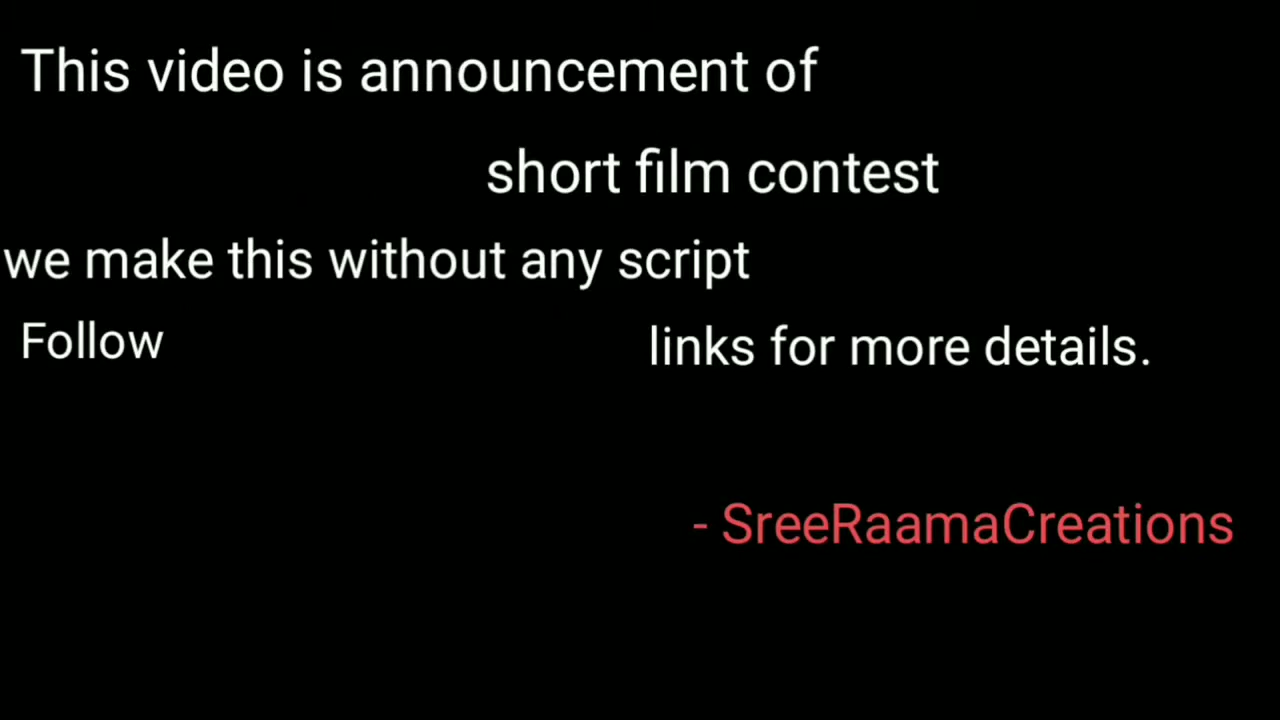 This video is announcement of
short film contest
we make this without any script
Follow links for more details.
- SreeRaamaCreations